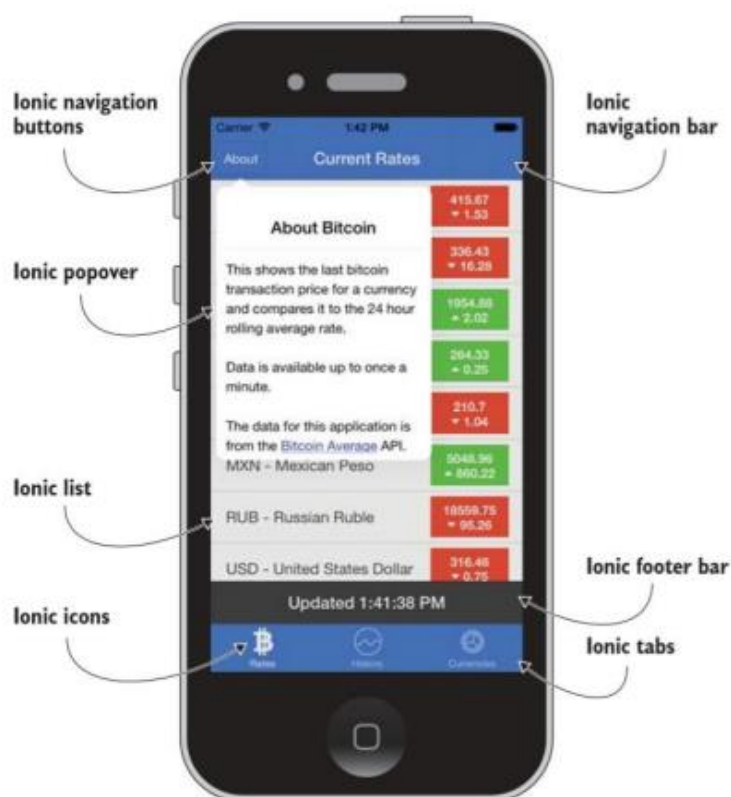 Ionic navigation
buttons
Ionic
navigation bar
Carrier 1:42 PM
About Current Rates
415.67
▼ 1.53
About Bitcoin
336.43
▼ 16.28
Ionic popover
This shows the last bitcoin
transaction price for a currency
and compares it to the 24 hour
rolling average rate.
1954.88
▲ 2.02
Data is available up to once a
minute.
264.33
▲ 0.25
The data for this application is
from the Bitcoin Average API.
210.7
▼ 1.04
MXN - Mexican Peso
5048.96
▲ 860.22
Ionic list
RUB - Russian Ruble
18559.75
▼ 95.26
USD - United States Dollar
316.46
▼ 0.75
Ionic footer bar
Updated 1:41:38 PM
Ionic icons
Ionic tabs
Rates History Currencies